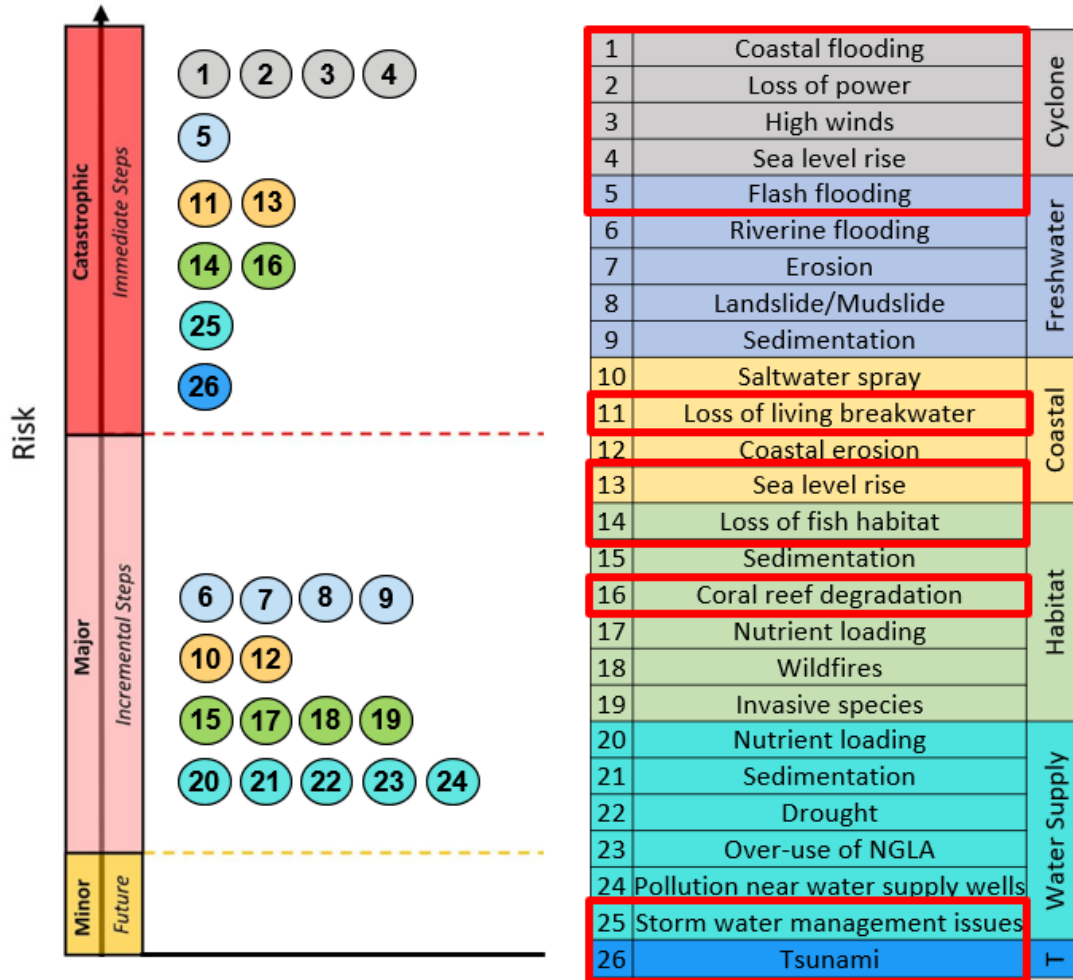 Risk
Catastrophic
Immediate Steps
Major
Incremental Steps
Minor
Future
1 2 3 4
5
11 13
14 16
25
26
6 7 8 9
10 12
15 17 18 19
20 21 22 23 24
1 Coastal flooding
2 Loss of power
3 High winds
4 Sea level rise
Cyclone
5 Flash flooding
6 Riverine flooding
7 Erosion
8 Landslide/Mudslide
9 Sedimentation
Freshwater
10 Saltwater spray
11 Loss of living breakwater
12 Coastal erosion
13 Sea level rise
Coastal
14 Loss of fish habitat
15 Sedimentation
16 Coral reef degradation
17 Nutrient loading
18 Wildfires
19 Invasive species
Habitat
20 Nutrient loading
21 Sedimentation
22 Drought
23 Over-use of NGLA
24 Pollution near water supply wells
25 Storm water management issues
Water Supply
26 Tsunami
T